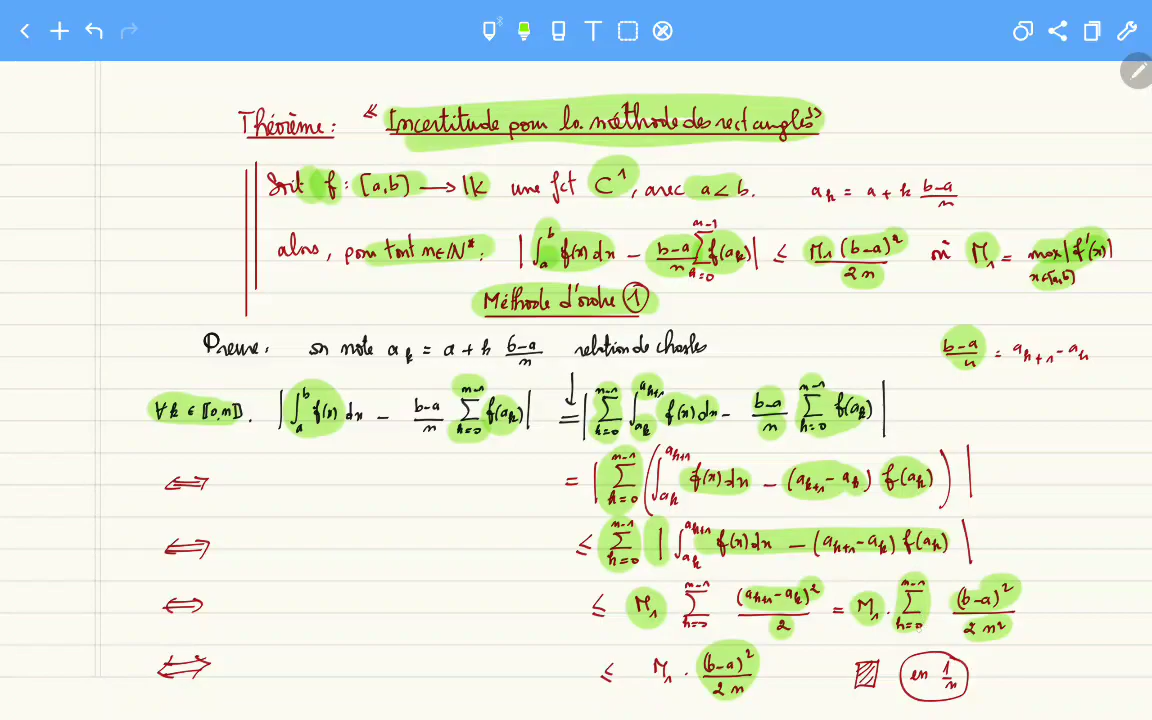 Théorème : « Incertitude pour la méthode des rectangles »
Soit f : [a,b] ⟶ 𝕂 une fct C¹, avec a < b. a_k = a + k (b-a)/n
alors, pour tout n∈ℕ* : | ∫_a^b f(x) dx − (b-a)/n ∑_{k=0}^{n-1} f(a_k) | ≤ M₁ (b-a)²/(2n) où M₁ = max_{x∈[a,b]} |f'(x)|
Méthode d'ordre ①
Preuve : on note a_k = a + k (b-a)/n relation de chasles (b-a)/n = a_{k+1} - a_k
∀k ∈ ⟦0,n⟧. | ∫_a^b f(x) dx − (b-a)/n ∑_{k=0}^{n-1} f(a_k) | ↓ = | ∑_{k=0}^{n-1} ∫_{a_k}^{a_{k+1}} f(x) dx − (b-a)/n ∑_{k=0}^{n-1} f(a_k) |
⟺ = | ∑_{k=0}^{n-1} ( ∫_{a_k}^{a_{k+1}} f(x) dx − (a_{k+1} - a_k) f(a_k) ) |
⟺ ≤ ∑_{k=0}^{n-1} | ∫_{a_k}^{a_{k+1}} f(x) dx − (a_{k+1} - a_k) f(a_k) |
⟺ ≤ M₁ ∑_{k=0}^{n-1} (a_{k+1} - a_k)²/2 = M₁ . ∑_{k=0}^{n-1} (b-a)²/(2n²)
⟺ ≤ M₁ . (b-a)²/(2n) en 1/n